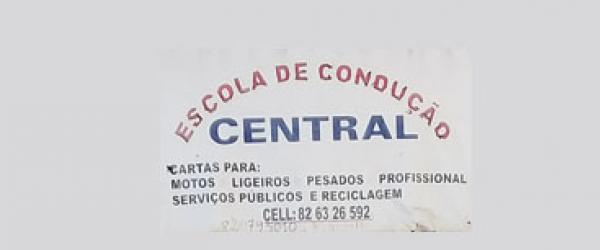 ESCOLA DE CONDUÇÃO
CENTRAL
CARTAS PARA:
MOTOS LIGEIROS PESADOS PROFISSIONAL
SERVIÇOS PUBLICOS E RECICLAGEM
CELL: 82 63 26 592